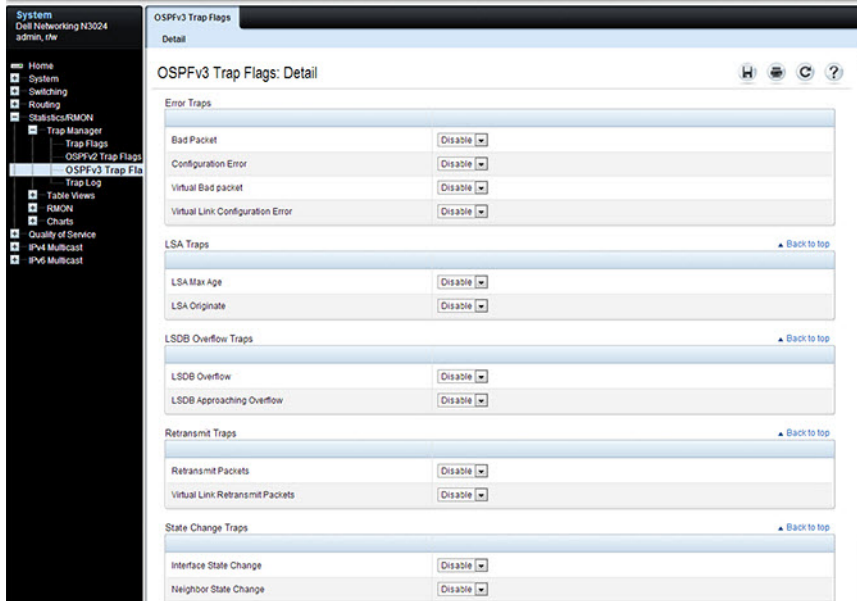 System
Dell Networking N3024
admin, r/w
Home
System
Switching
Routing
Statistics/RMON
Trap Manager
Trap Flags
OSPFv2 Trap Flags
OSPFv3 Trap Fla
Trap Log
Table Views
RMON
Charts
Quality of Service
IPv4 Multicast
IPv6 Multicast
OSPFv3 Trap Flags
Detail
OSPFv3 Trap Flags: Detail
Error Traps
Bad Packet Disable
Configuration Error Disable
Virtual Bad packet Disable
Virtual Link Configuration Error Disable
LSA Traps Back to top
LSA Max Age Disable
LSA Originate Disable
LSDB Overflow Traps Back to top
LSDB Overflow Disable
LSDB Approaching Overflow Disable
Retransmit Traps Back to top
Retransmit Packets Disable
Virtual Link Retransmit Packets Disable
State Change Traps Back to top
Interface State Change Disable
Neighbor State Change Disable